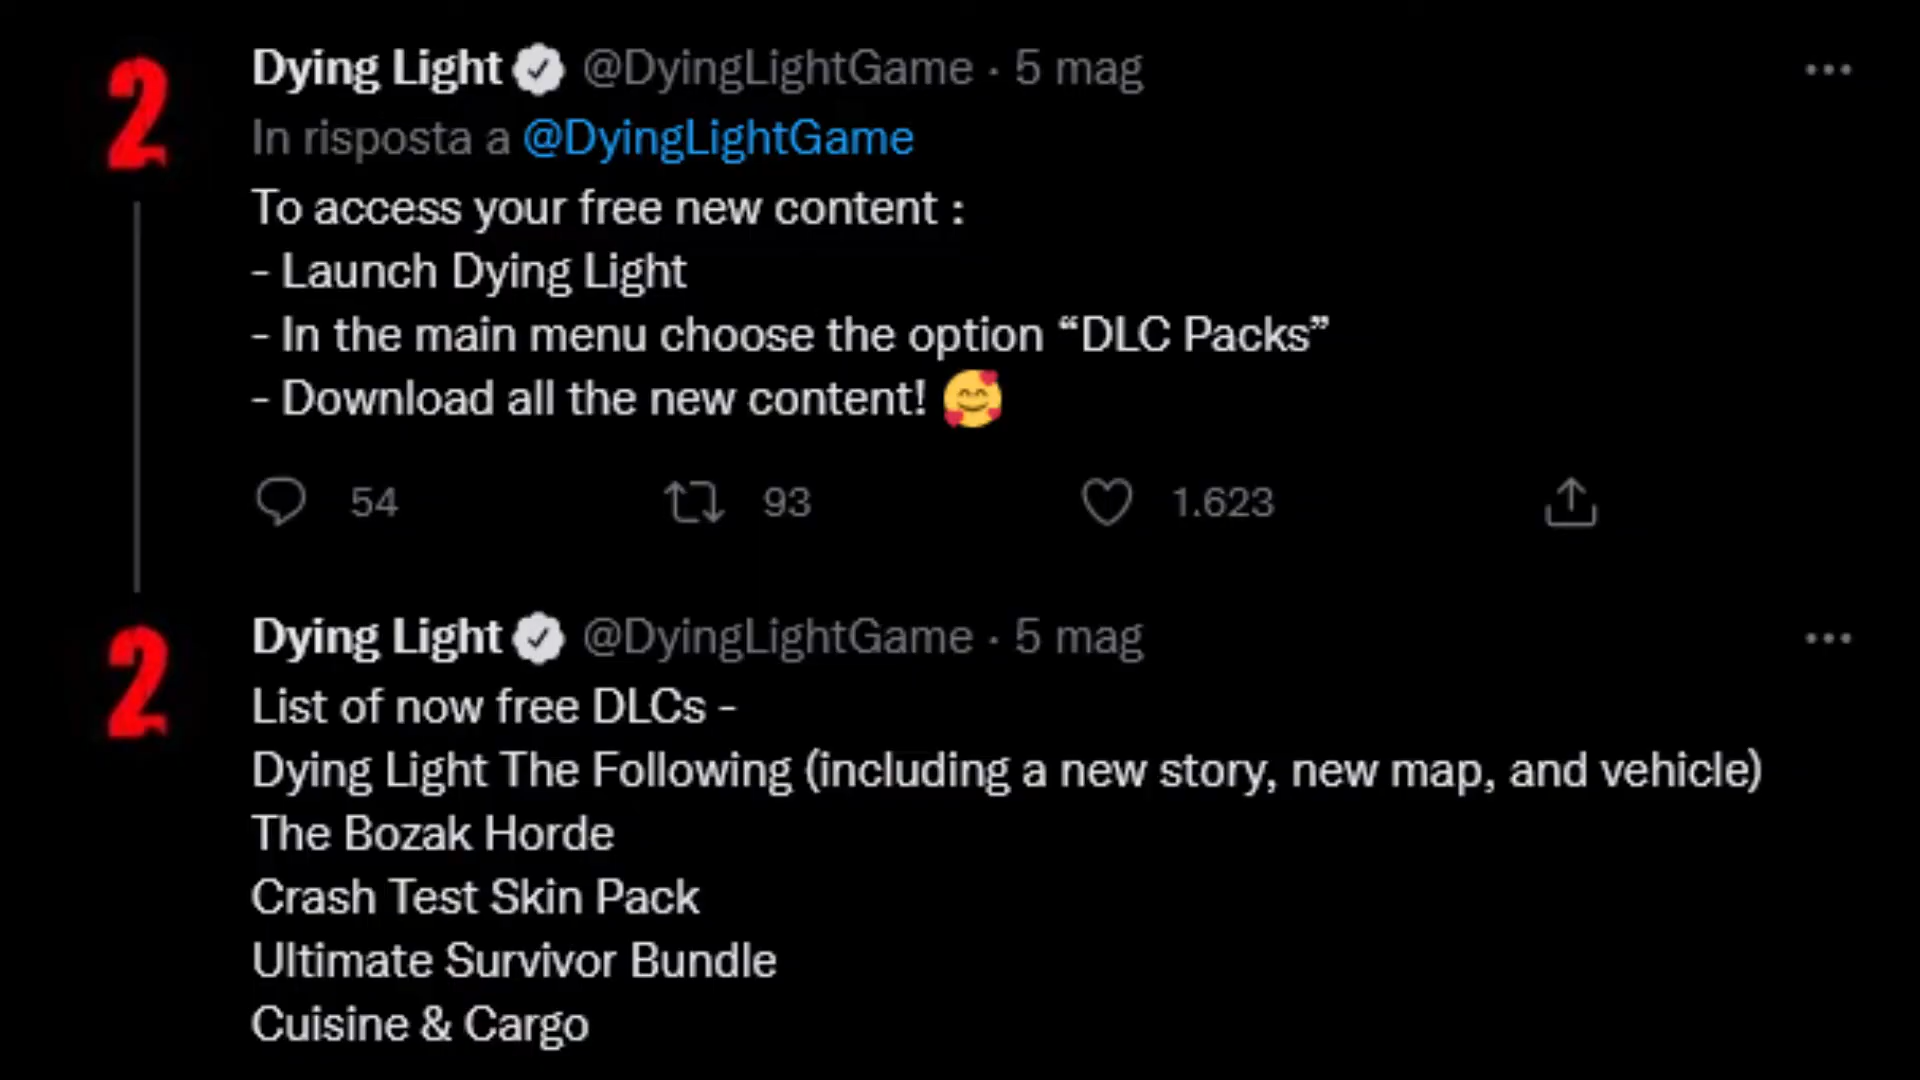 2
Dying Light @DyingLightGame · 5 mag
In risposta a @DyingLightGame
To access your free new content :
- Launch Dying Light
- In the main menu choose the option “DLC Packs”
- Download all the new content! 🥰
54 93 1.623
2
Dying Light @DyingLightGame · 5 mag
List of now free DLCs -
Dying Light The Following (including a new story, new map, and vehicle)
The Bozak Horde
Crash Test Skin Pack
Ultimate Survivor Bundle
Cuisine & Cargo